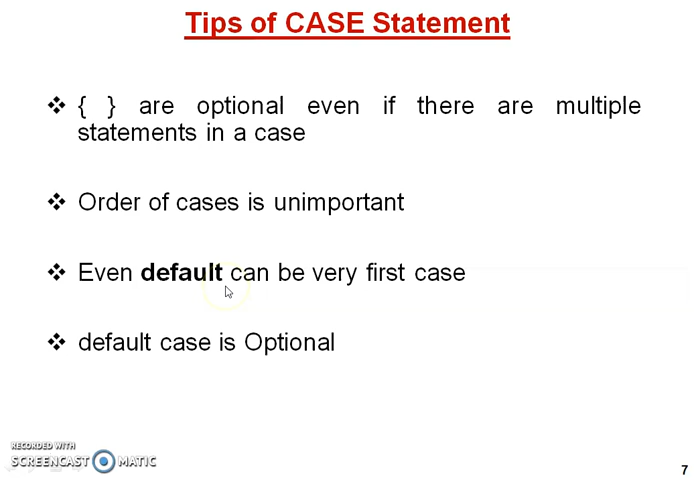 Tips of CASE Statement
❖ { } are optional even if there are multiple
statements in a case
❖ Order of cases is unimportant
❖ Even default can be very first case
❖ default case is Optional
RECORDED WITH
SCREENCAST MATIC
7